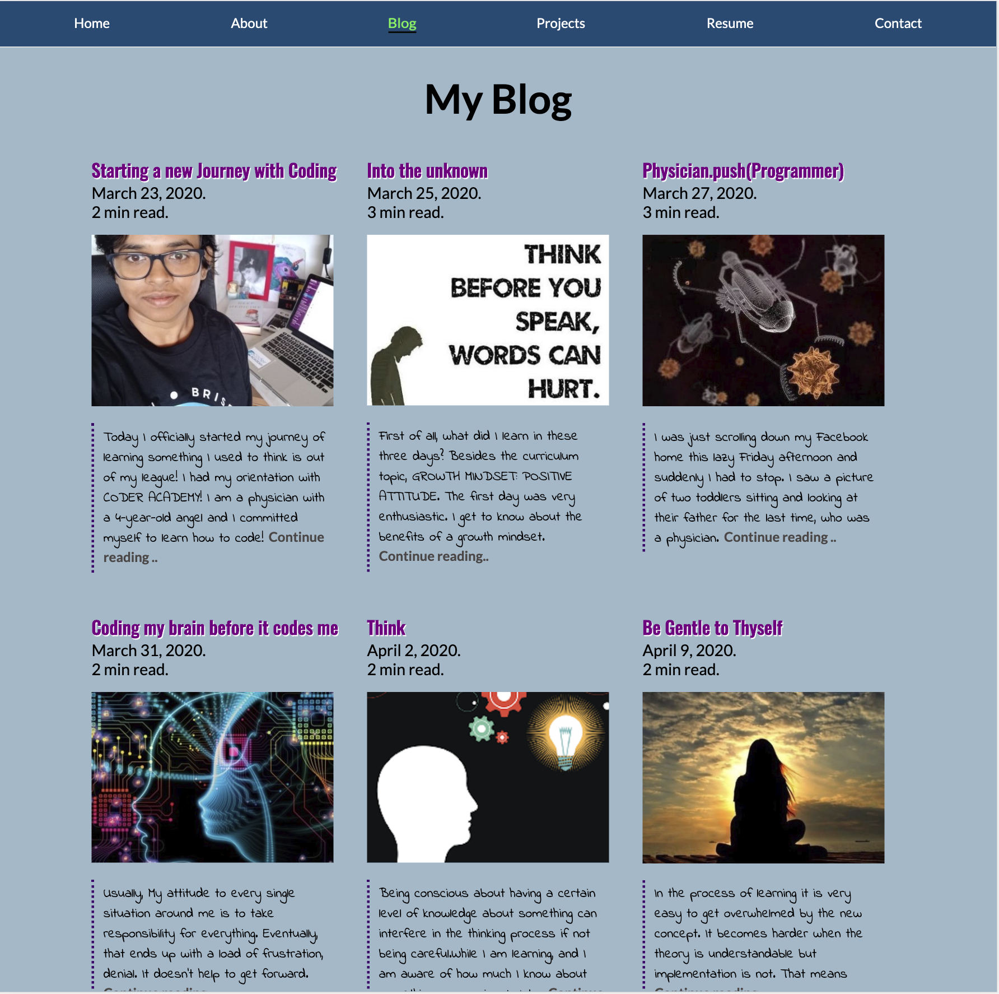 Home About Blog Projects Resume Contact
My Blog
Starting a new Journey with Coding
March 23, 2020.
2 min read.
BRIS
Today I officially started my journey of
learning something I used to think is out
of my league! I had my orientation with
CODER ACADEMY! I am a physician with
a 4-year-old angel and I committed
myself to learn how to code! Continue
reading ..
Into the unknown
March 25, 2020.
3 min read.
THINK
BEFORE YOU
SPEAK,
WORDS CAN
HURT.
First of all, what did I learn in these
three days? Besides the curriculum
topic, GROWTH MINDSET: POSITIVE
ATTITUDE. The first day was very
enthusiastic. I get to know about the
benefits of a growth mindset.
Continue reading..
Physician.push(Programmer)
March 27, 2020.
3 min read.
I was just scrolling down my Facebook
home this lazy Friday afternoon and
suddenly I had to stop. I saw a picture
of two toddlers sitting and looking at
their father for the last time, who was
a physician. Continue reading ..
Coding my brain before it codes me
March 31, 2020.
2 min read.
Usually, My attitude to every single
situation around me is to take
responsibility for everything. Eventually,
that ends up with a load of frustration,
denial. It doesn't help to get forward.
Continue reading
Think
April 2, 2020.
2 min read.
Being conscious about having a certain
level of knowledge about something can
interfere in the thinking process if not
being careful.While I am learning, and I
am aware of how much I know about
Continue
Be Gentle to Thyself
April 9, 2020.
2 min read.
In the process of learning it is very
easy to get overwhelmed by the new
concept. It becomes harder when the
theory is understandable but
implementation is not. That means
Continue reading